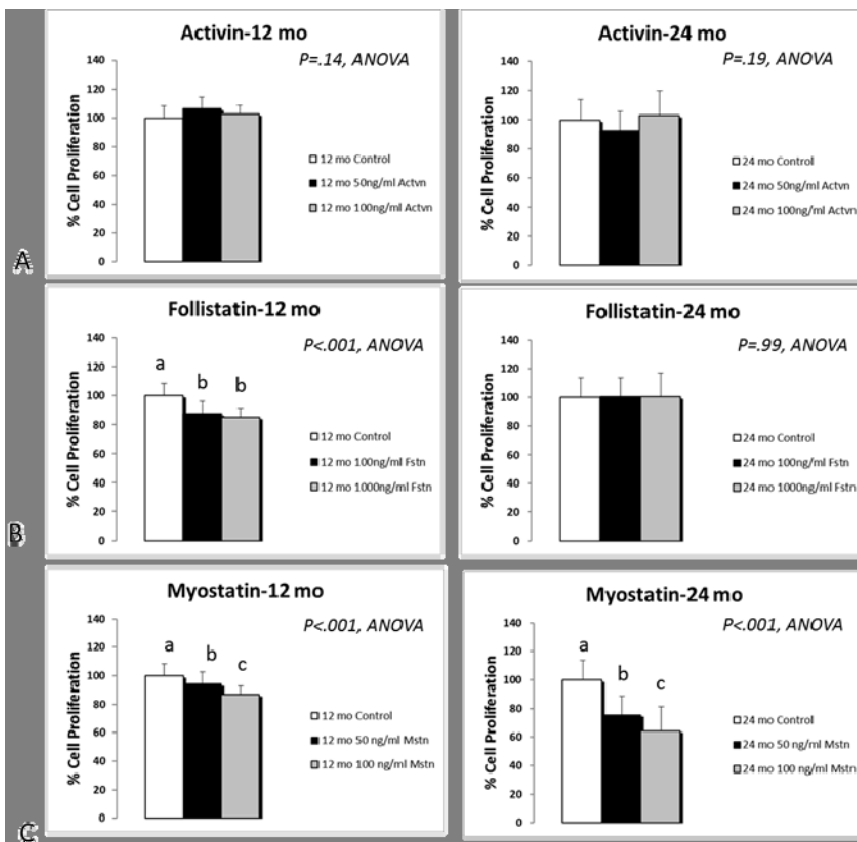 Activin-12 mo
P=.14, ANOVA
% Cell Proliferation
140
120
100
80
60
40
20
0
12 mo Control
12 mo 50ng/ml Actvn
12 mo 100ng/ml Actvn
A
Activin-24 mo
P=.19, ANOVA
% Cell Proliferation
140
120
100
80
60
40
20
0
24 mo Control
24 mo 50ng/ml Actvn
24 mo 100ng/ml Actvn
Follistatin-12 mo
P<.001, ANOVA
% Cell Proliferation
140
120
100
80
60
40
20
0
a
b
b
12 mo Control
12 mo 100ng/ml Fstn
12 mo 1000ng/ml Fstn
B
Follistatin-24 mo
P=.99, ANOVA
% Cell Proliferation
140
120
100
80
60
40
20
0
24 mo Control
24 mo 100ng/ml Fstn
24 mo 1000ng/ml Fstn
Myostatin-12 mo
P<.001, ANOVA
% Cell Proliferation
140
120
100
80
60
40
20
0
a
b
c
12 mo Control
12 mo 50 ng/ml Mstn
12 mo 100 ng/ml Mstn
C
Myostatin-24 mo
P<.001, ANOVA
% Cell Proliferation
140
120
100
80
60
40
20
0
a
b
c
24 mo Control
24 mo 50 ng/ml Mstn
24 mo 100 ng/ml Mstn